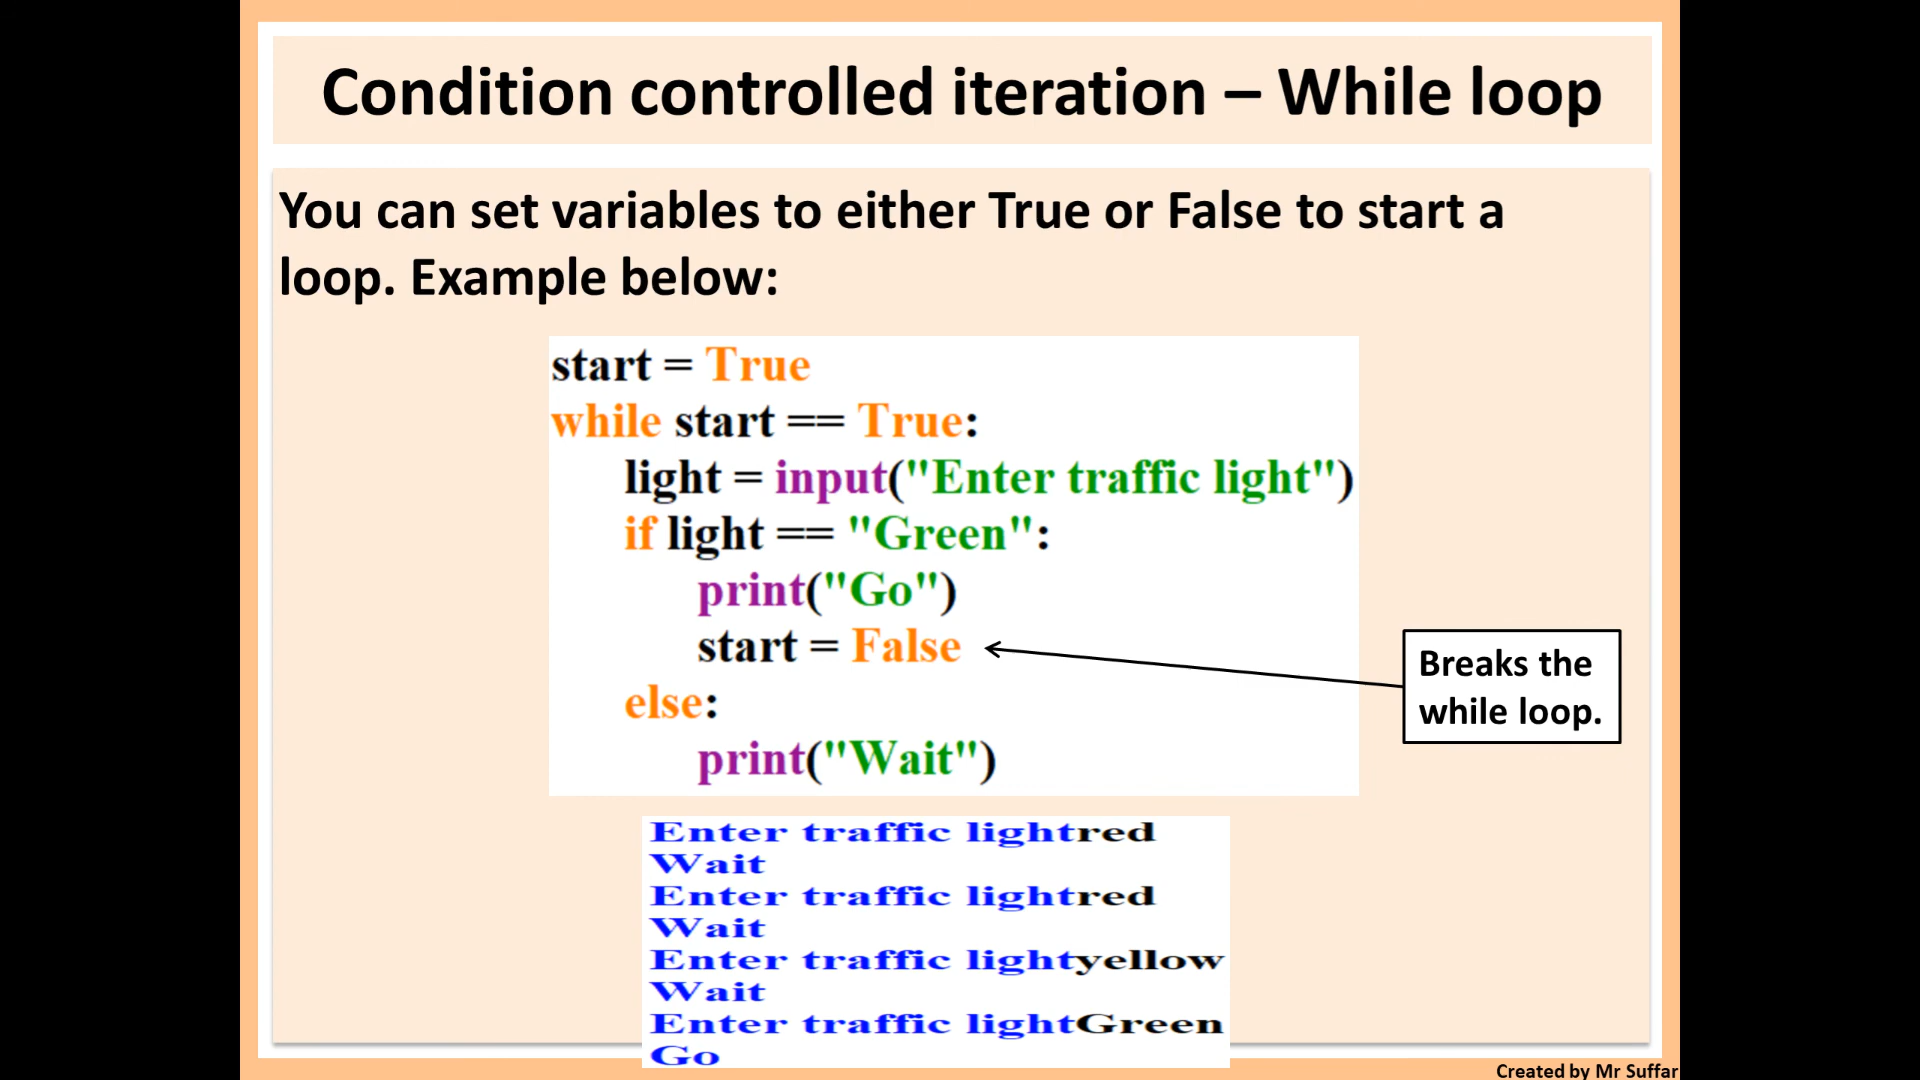 Condition controlled iteration – While loop
You can set variables to either True or False to start a
loop. Example below:
start = True
while start == True:
light = input("Enter traffic light")
if light == "Green":
print("Go")
start = False
else:
print("Wait")
Breaks the
while loop.
Enter traffic lightred
Wait
Enter traffic lightred
Wait
Enter traffic lightyellow
Wait
Enter traffic lightGreen
Go
Created by Mr Suffar